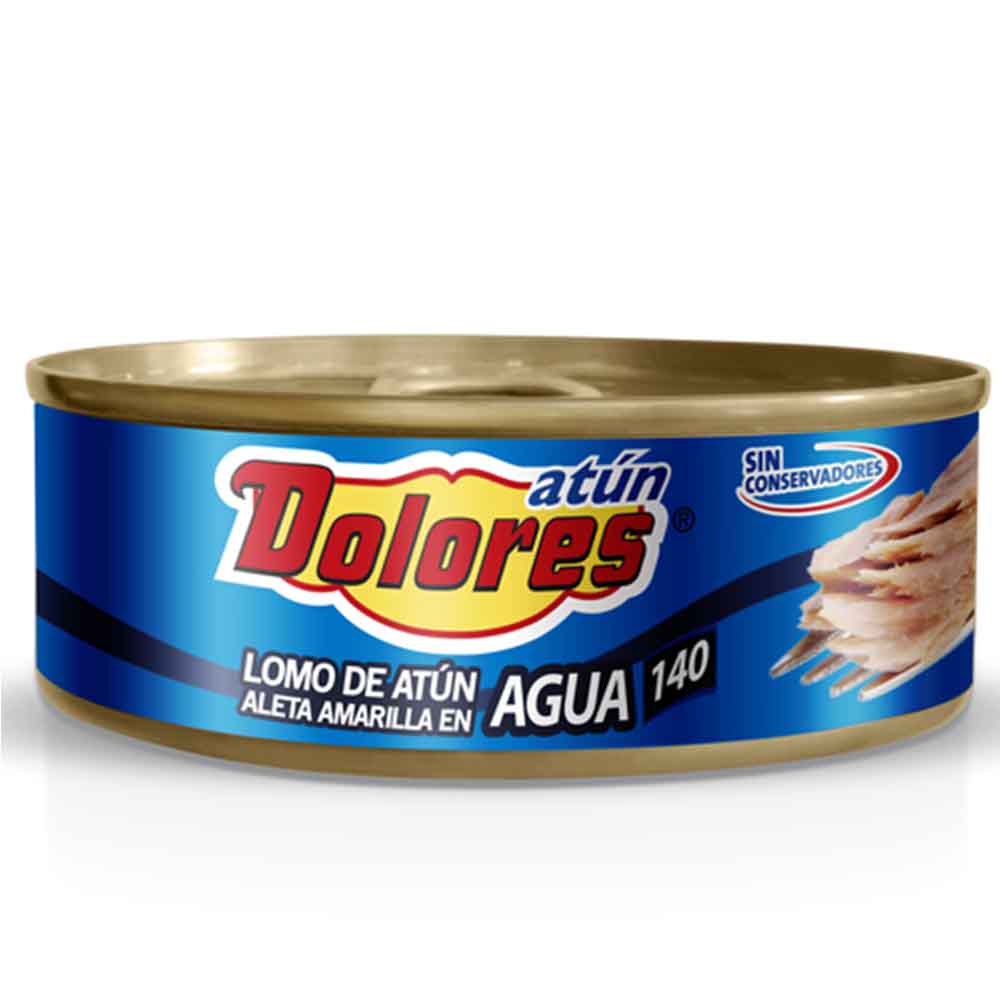 atún
Dolores®
SIN
CONSERVADORES
LOMO DE ATÚN
ALETA AMARILLA EN AGUA 140